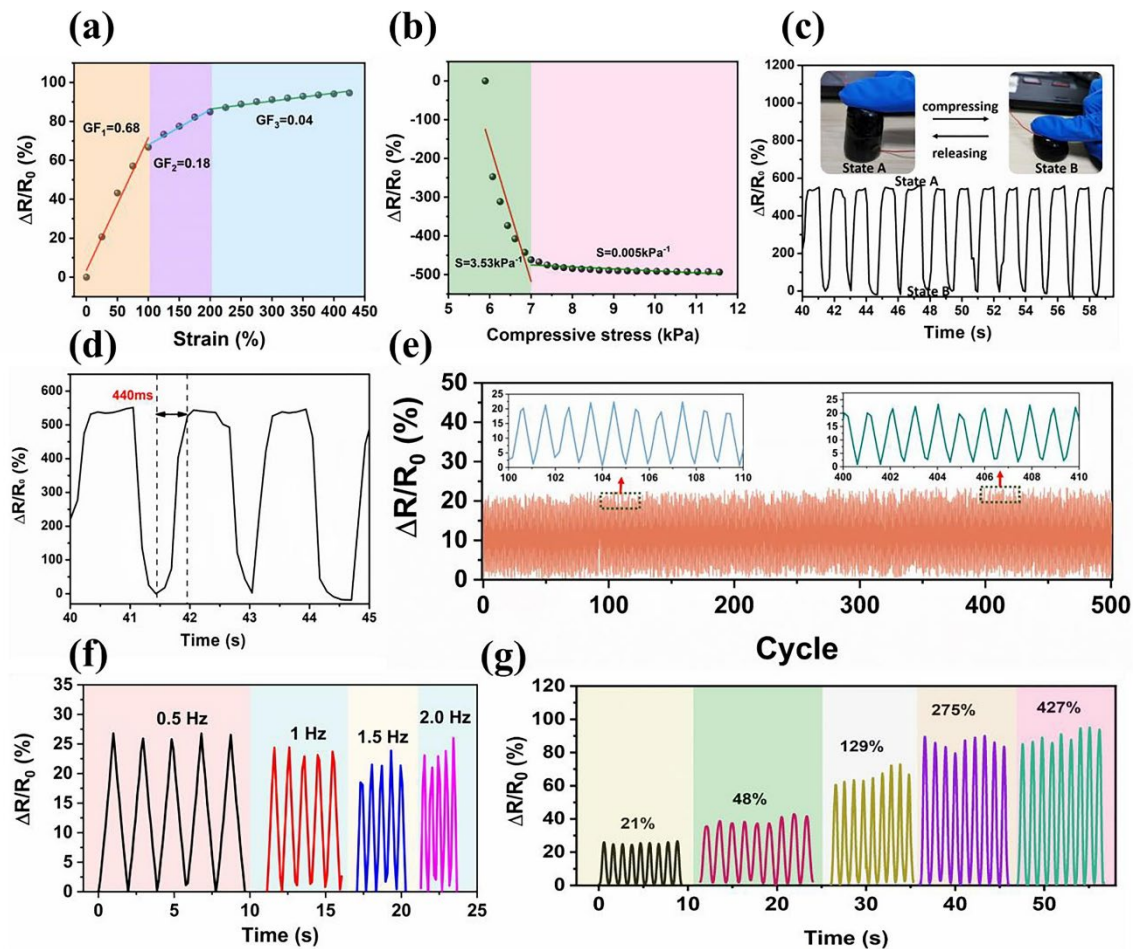 (a)
ΔR/R₀ (%)
100
80
60
40
20
0
GF₁=0.68
GF₂=0.18
GF₃=0.04
0 50 100 150 200 250 300 350 400 450
Strain (%)
(b)
ΔR/R₀ (%)
0
-100
-200
-300
-400
-500
S=3.53kPa⁻¹
S=0.005kPa⁻¹
5 6 7 8 9 10 11 12
Compressive stress (kPa)
(c)
ΔR/R₀ (%)
1200
1000
800
600
400
200
0
compressing
releasing
State A
State B
State A
State B
40 42 44 46 48 50 52 54 56 58
Time (s)
(d)
ΔR/R₀ (%)
600
500
400
300
200
100
0
440ms
40 41 42 43 44 45
Time (s)
(e)
ΔR/R₀ (%)
50
40
30
20
10
0
25
20
15
10
5
0
100 102 104 106 108 110
25
20
15
10
5
0
400 402 404 406 408 410
0 100 200 300 400 500
Cycle
(f)
ΔR/R₀ (%)
35
30
25
20
15
10
5
0
0.5 Hz
1 Hz
1.5 Hz
2.0 Hz
0 5 10 15 20 25
Time (s)
(g)
ΔR/R₀ (%)
120
100
80
60
40
20
0
21%
48%
129%
275%
427%
0 10 20 30 40 50
Time (s)